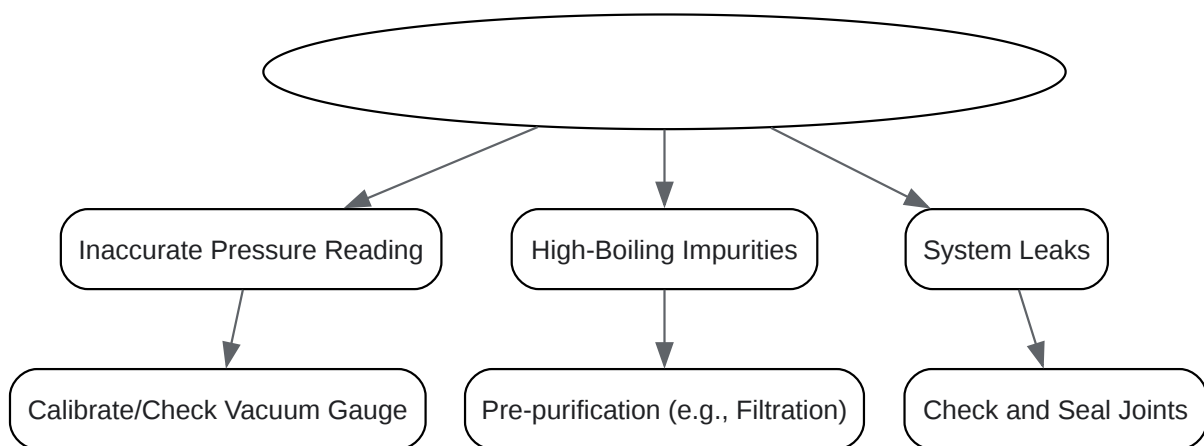 Inaccurate Pressure Reading
High-Boiling Impurities
System Leaks
Calibrate/Check Vacuum Gauge
Pre-purification (e.g., Filtration)
Check and Seal Joints